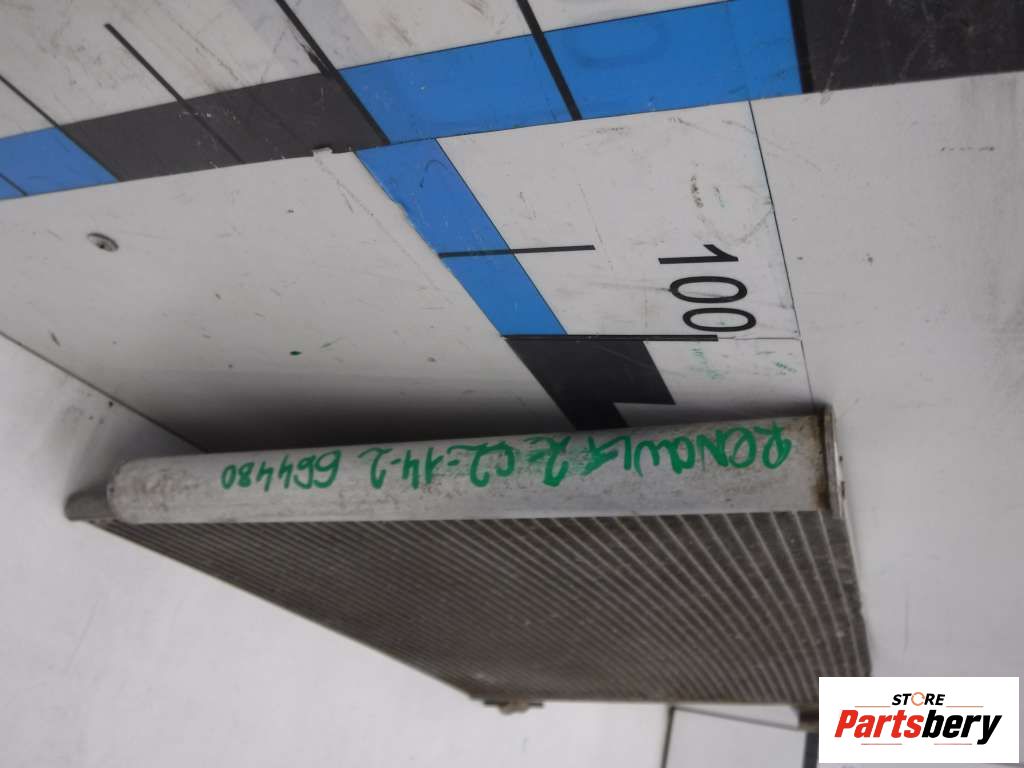 100
RENAULT 2-C2-14-2 664480
STORE
Partsbery